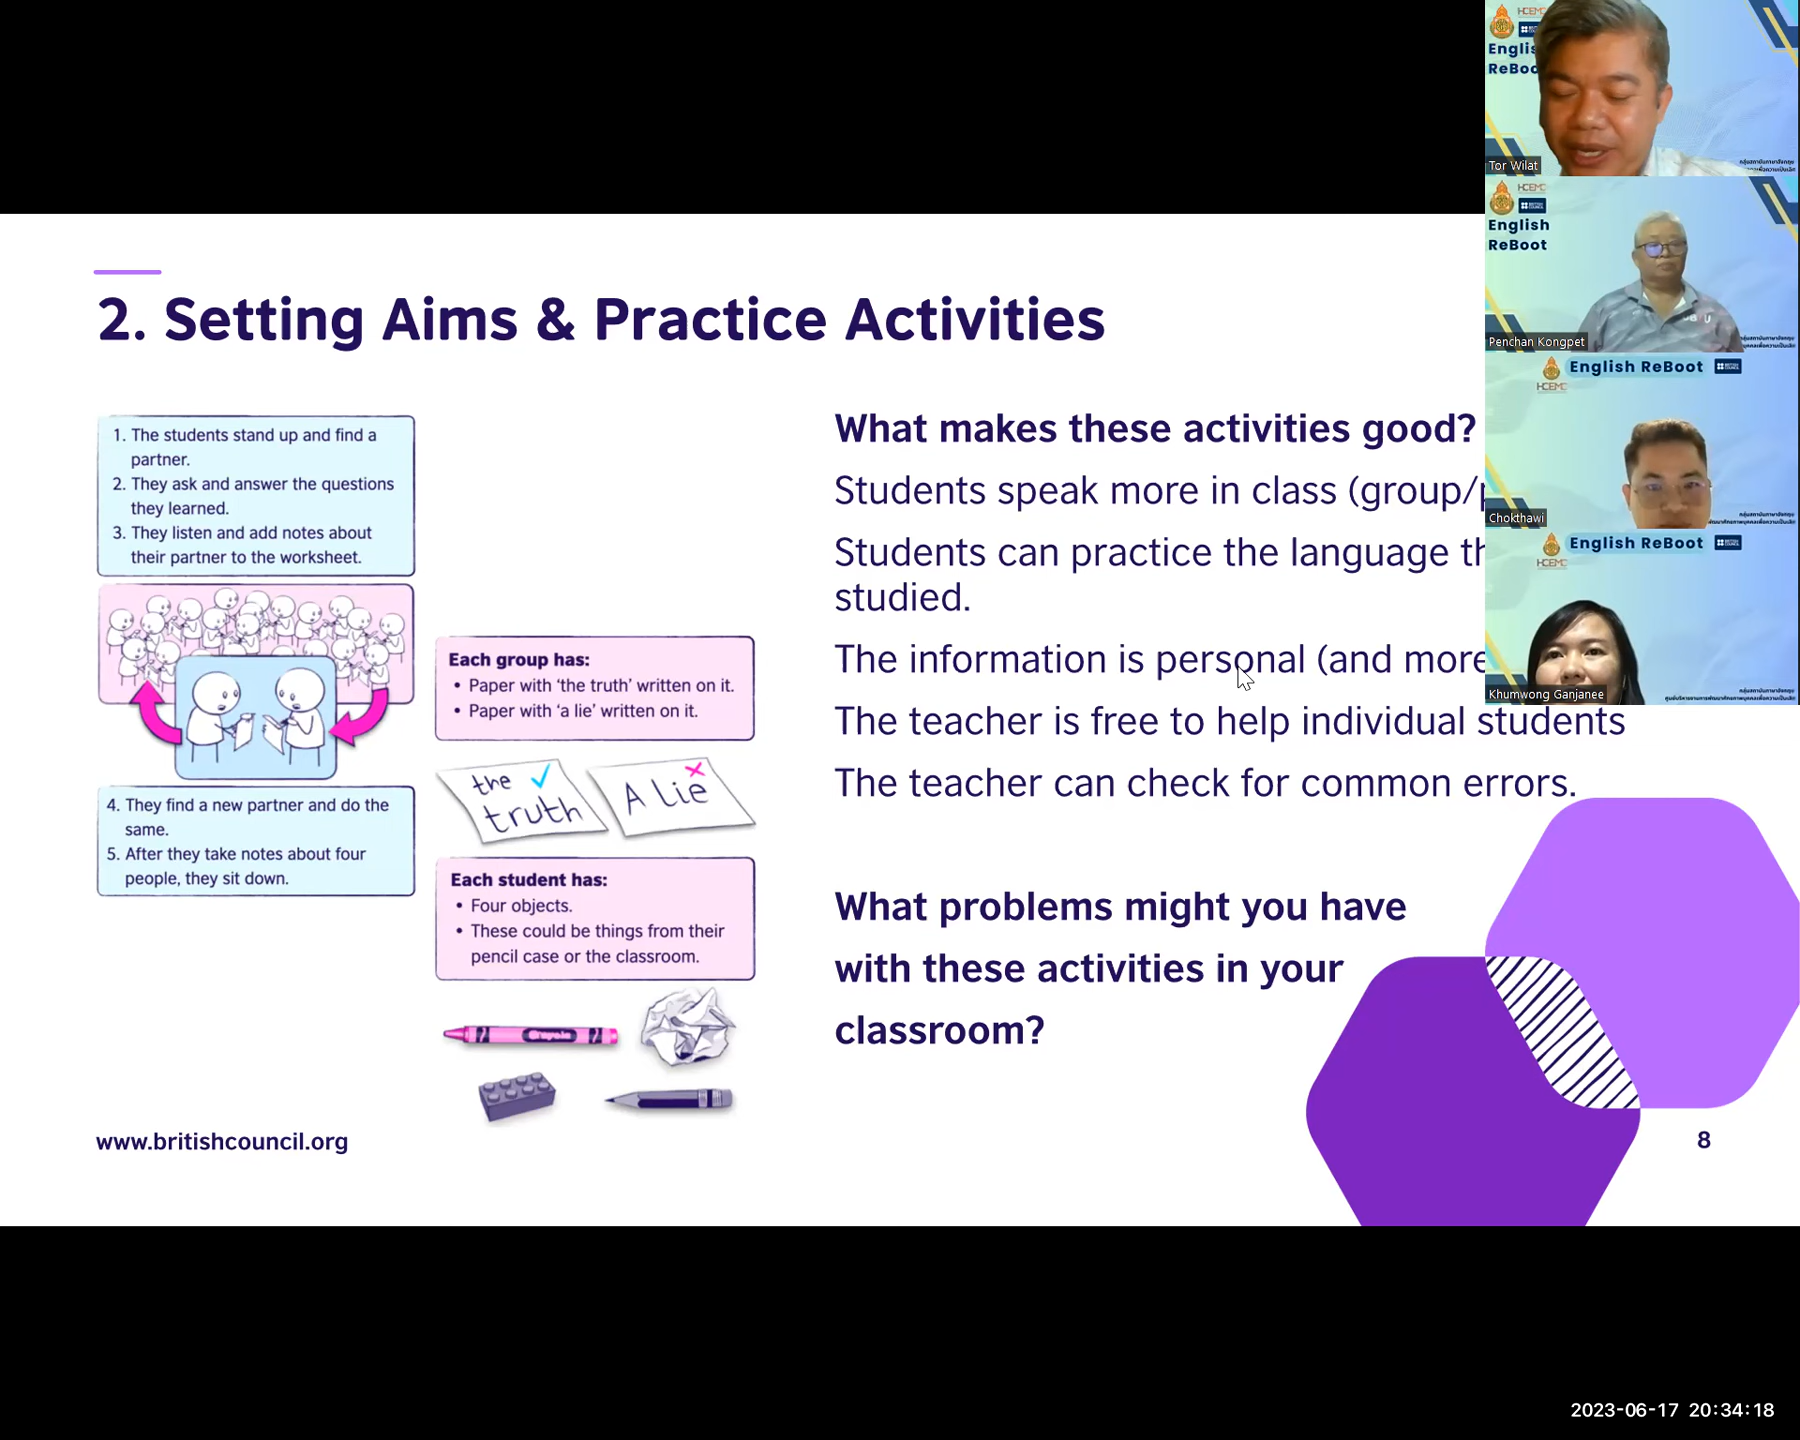 2. Setting Aims & Practice Activities
1. The students stand up and find a
partner.
2. They ask and answer the questions
they learned.
3. They listen and add notes about
their partner to the worksheet.
4. They find a new partner and do the
same.
5. After they take notes about four
people, they sit down.
Each group has:
• Paper with ‘the truth’ written on it.
• Paper with ‘a lie’ written on it.
the
truth
A Lie
Each student has:
• Four objects.
• These could be things from their
pencil case or the classroom.
What makes these activities good?
Students speak more in class (group/
Students can practice the language
studied.
The information is personal (and more
The teacher is free to help individual students
The teacher can check for common errors.
What problems might you have
with these activities in your
classroom?
www.britishcouncil.org
8
HCEMC
ReBoo
Tor Wilat
HCEMC
English
ReBoot
Penchan Kongpet
English ReBoot
HCEMC
Chokthawi
English ReBoot
HCEMC
Khumwong Ganjanee
2023-06-17 20:34:18